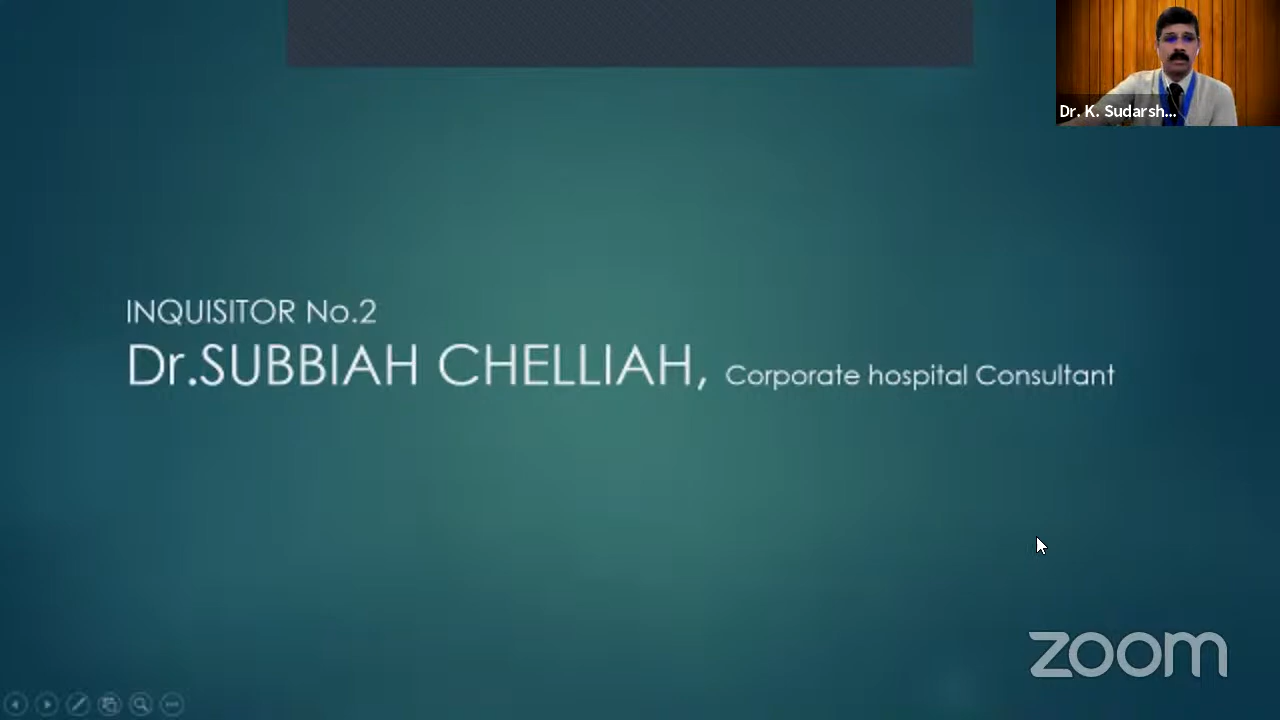 Dr. K. Sudarsh...
INQUISITOR No.2
Dr.SUBBIAH CHELLIAH, Corporate hospital Consultant
zoom